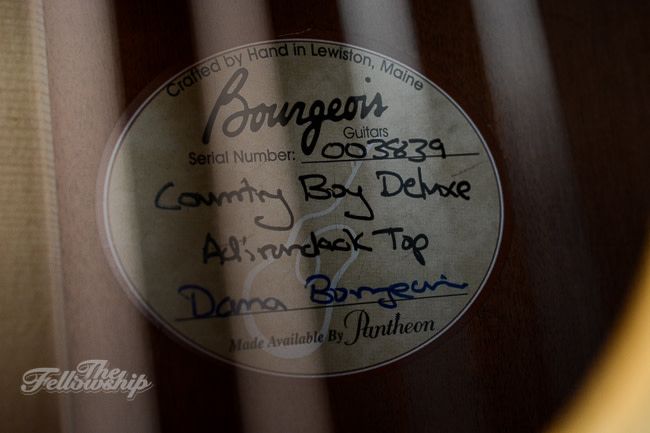 Crafted by Hand in Lewiston, Maine
Bourgeois
Guitars
Serial Number: 003839
Country Boy Deluxe
Adirondack Top
Dana Bourgeois
Made Available By Pantheon
The
Fellowship